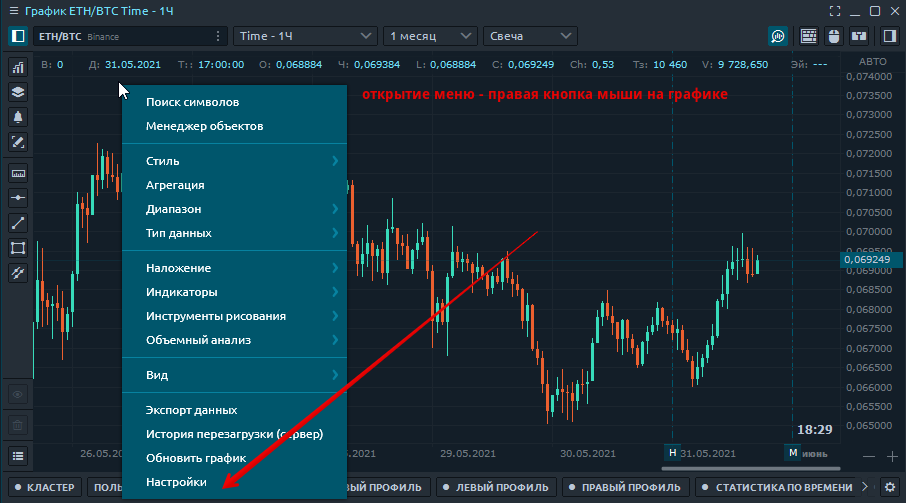 График ETH/BTC Time - 1Ч
ETH/BTC Binance
Time - 1Ч
1 месяц
Свеча
В: 0 Д: 31.05.2021 Т:: 17:00:00 О: 0,068884 Ч: 0,069384 L: 0,068884 С: 0,069249 Ch: 0,53 Тз: 10 460 V: 9 728,650 Эй: ---
АВТО
открытие меню - правая кнопка мыши на графике
Поиск символов
Менеджер объектов
Стиль
Агрегация
Диапазон
Тип данных
Наложение
Индикаторы
Инструменты рисования
Объемный анализ
Вид
Экспорт данных
История перезагрузки (сервер)
Обновить график
Настройки
0,074000
0,073500
0,073000
0,072500
0,072000
0,071500
0,071000
0,070500
0,070000
0,069500
0,069249
0,069000
0,068500
0,068000
0,067500
0,067000
0,066500
0,066000
0,065500
0,065000
18:29
26.05.2021
29.05.2021
30.05.2021
Н
31.05.2021
М
июнь
КЛАСТЕР
ЛЕВЫЙ ПРОФИЛЬ
ПРАВЫЙ ПРОФИЛЬ
СТАТИСТИКА ПО ВРЕМЕНИ